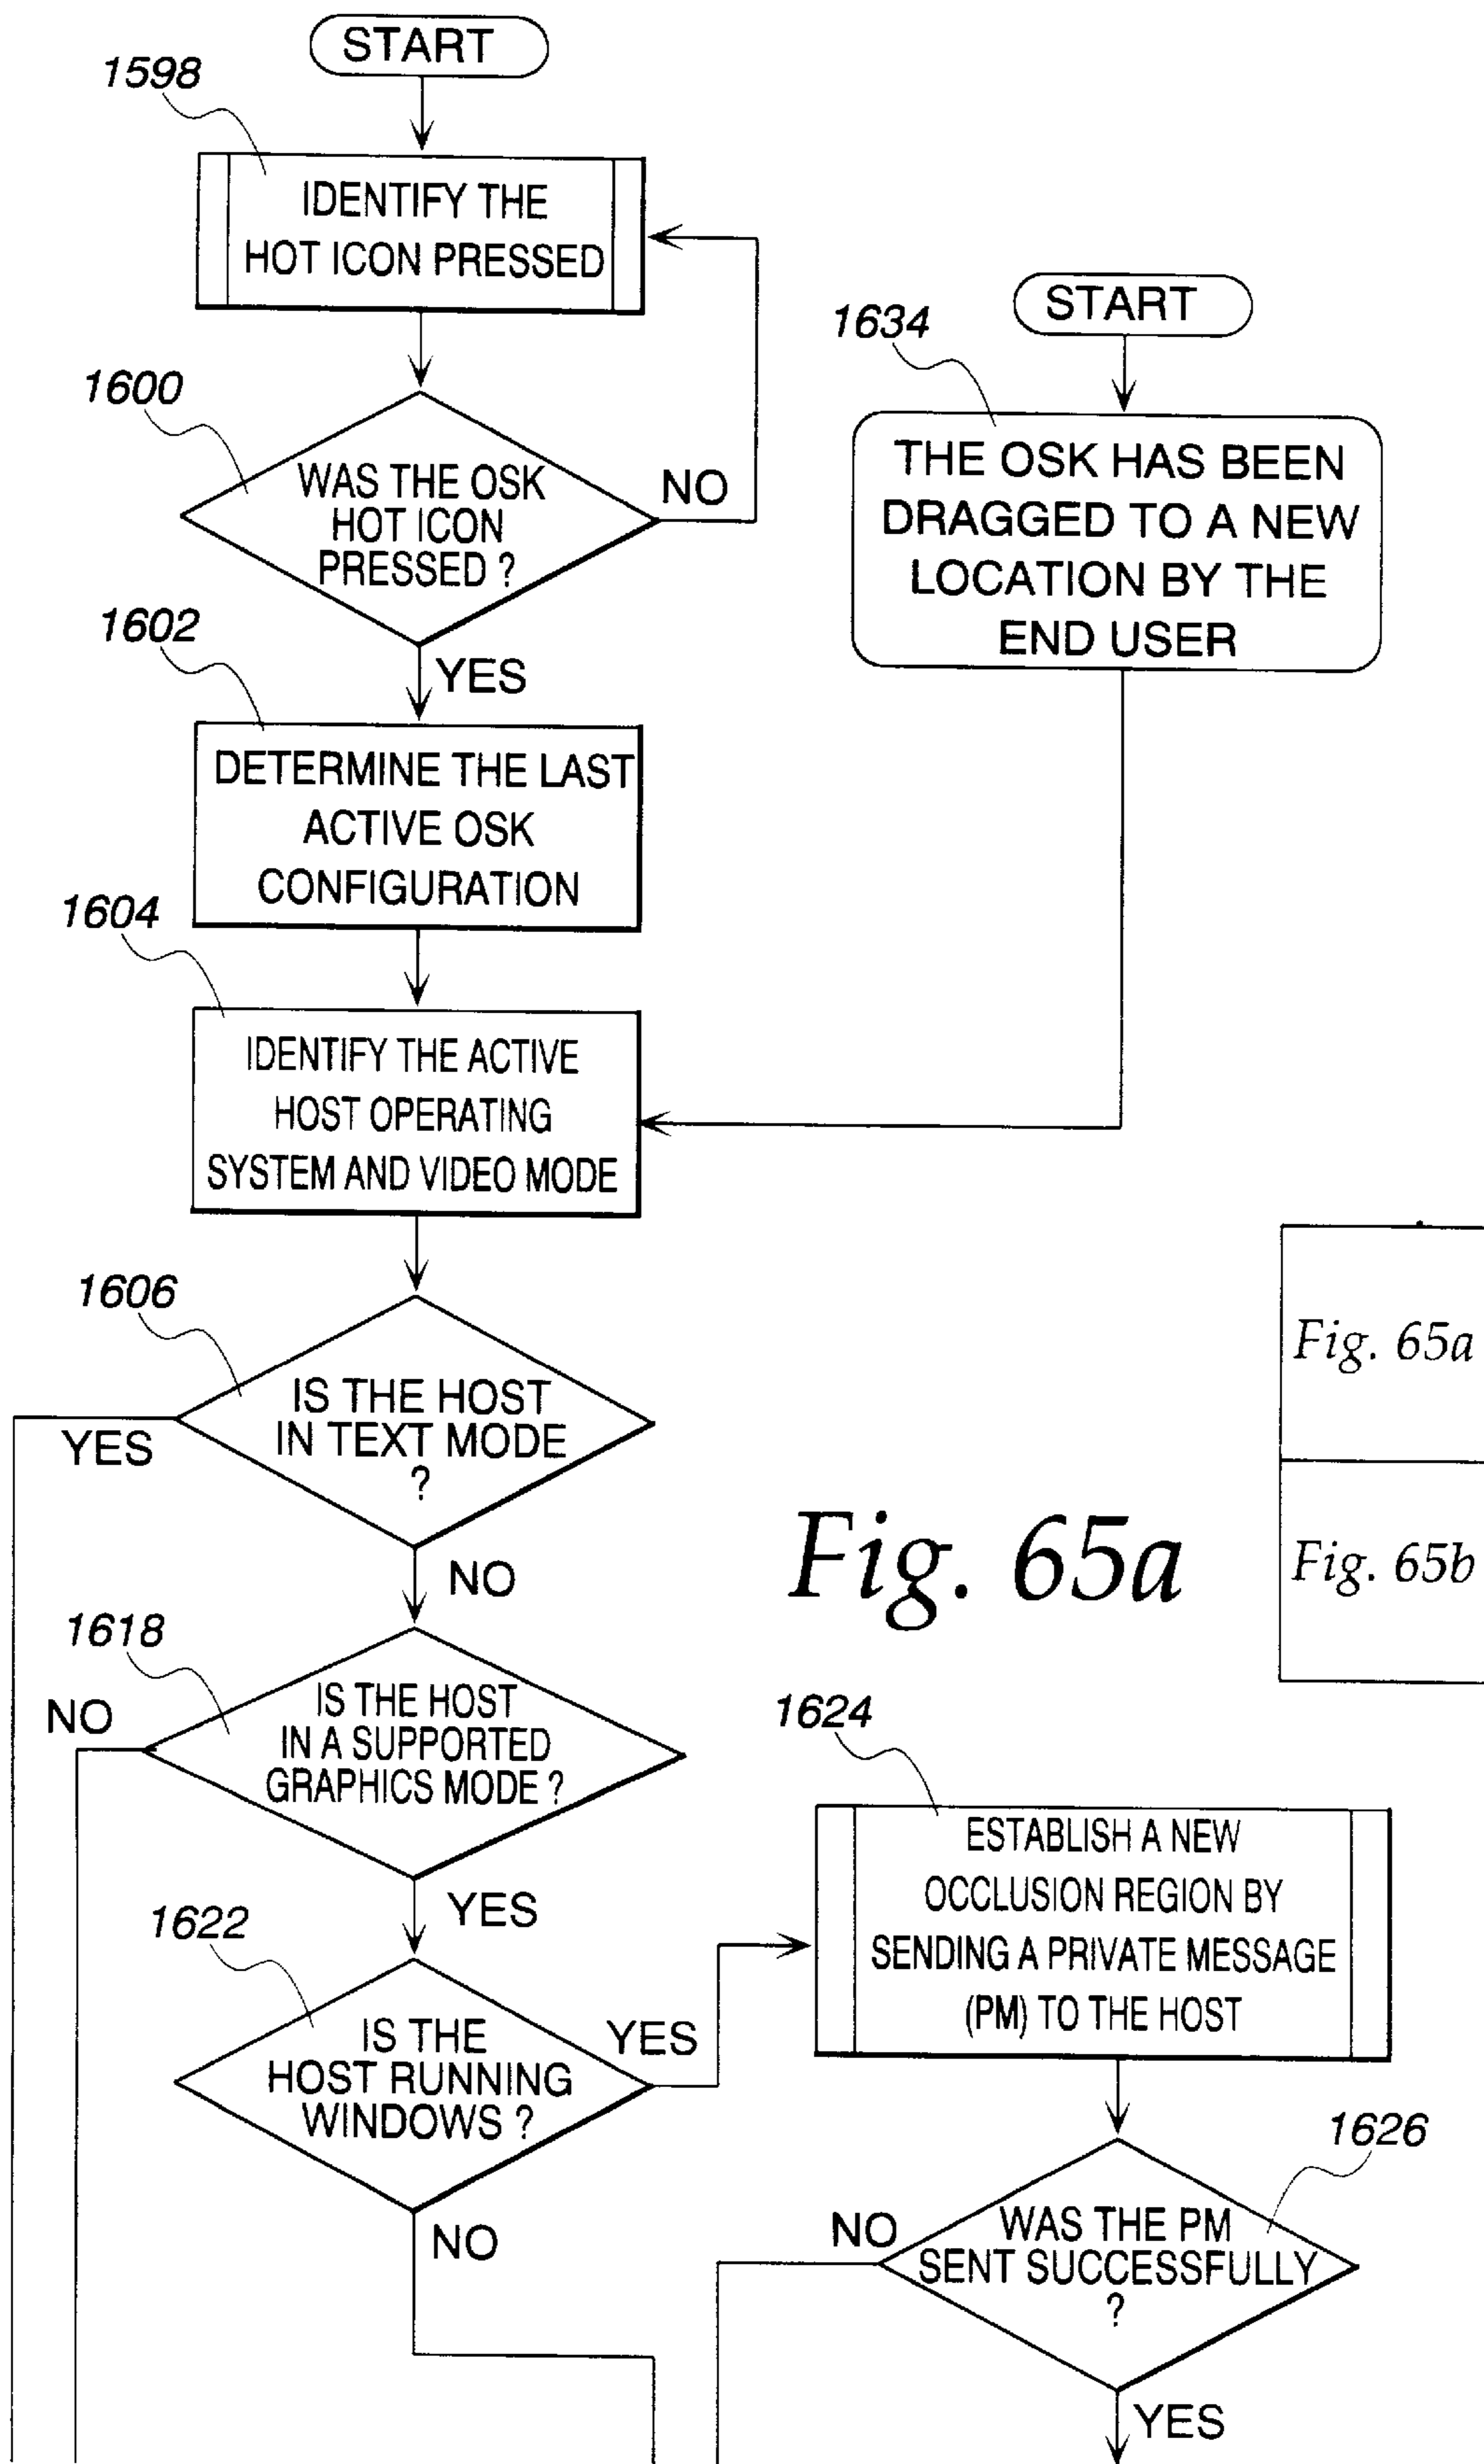 START
1598
IDENTIFY THE
HOT ICON PRESSED
START
1634
1600
WAS THE OSK
HOT ICON
PRESSED ?
NO
THE OSK HAS BEEN
DRAGGED TO A NEW
LOCATION BY THE
END USER
1602
YES
DETERMINE THE LAST
ACTIVE OSK
CONFIGURATION
1604
IDENTIFY THE ACTIVE
HOST OPERATING
SYSTEM AND VIDEO MODE
1606
IS THE HOST
IN TEXT MODE
?
YES
NO
Fig. 65a
Fig. 65b
Fig. 65a
1618
IS THE HOST
IN A SUPPORTED
GRAPHICS MODE ?
NO
YES
1624
ESTABLISH A NEW
OCCLUSION REGION BY
SENDING A PRIVATE MESSAGE
(PM) TO THE HOST
1622
IS THE
HOST RUNNING
WINDOWS ?
YES
NO
1626
WAS THE PM
SENT SUCCESSFULLY
?
NO
YES